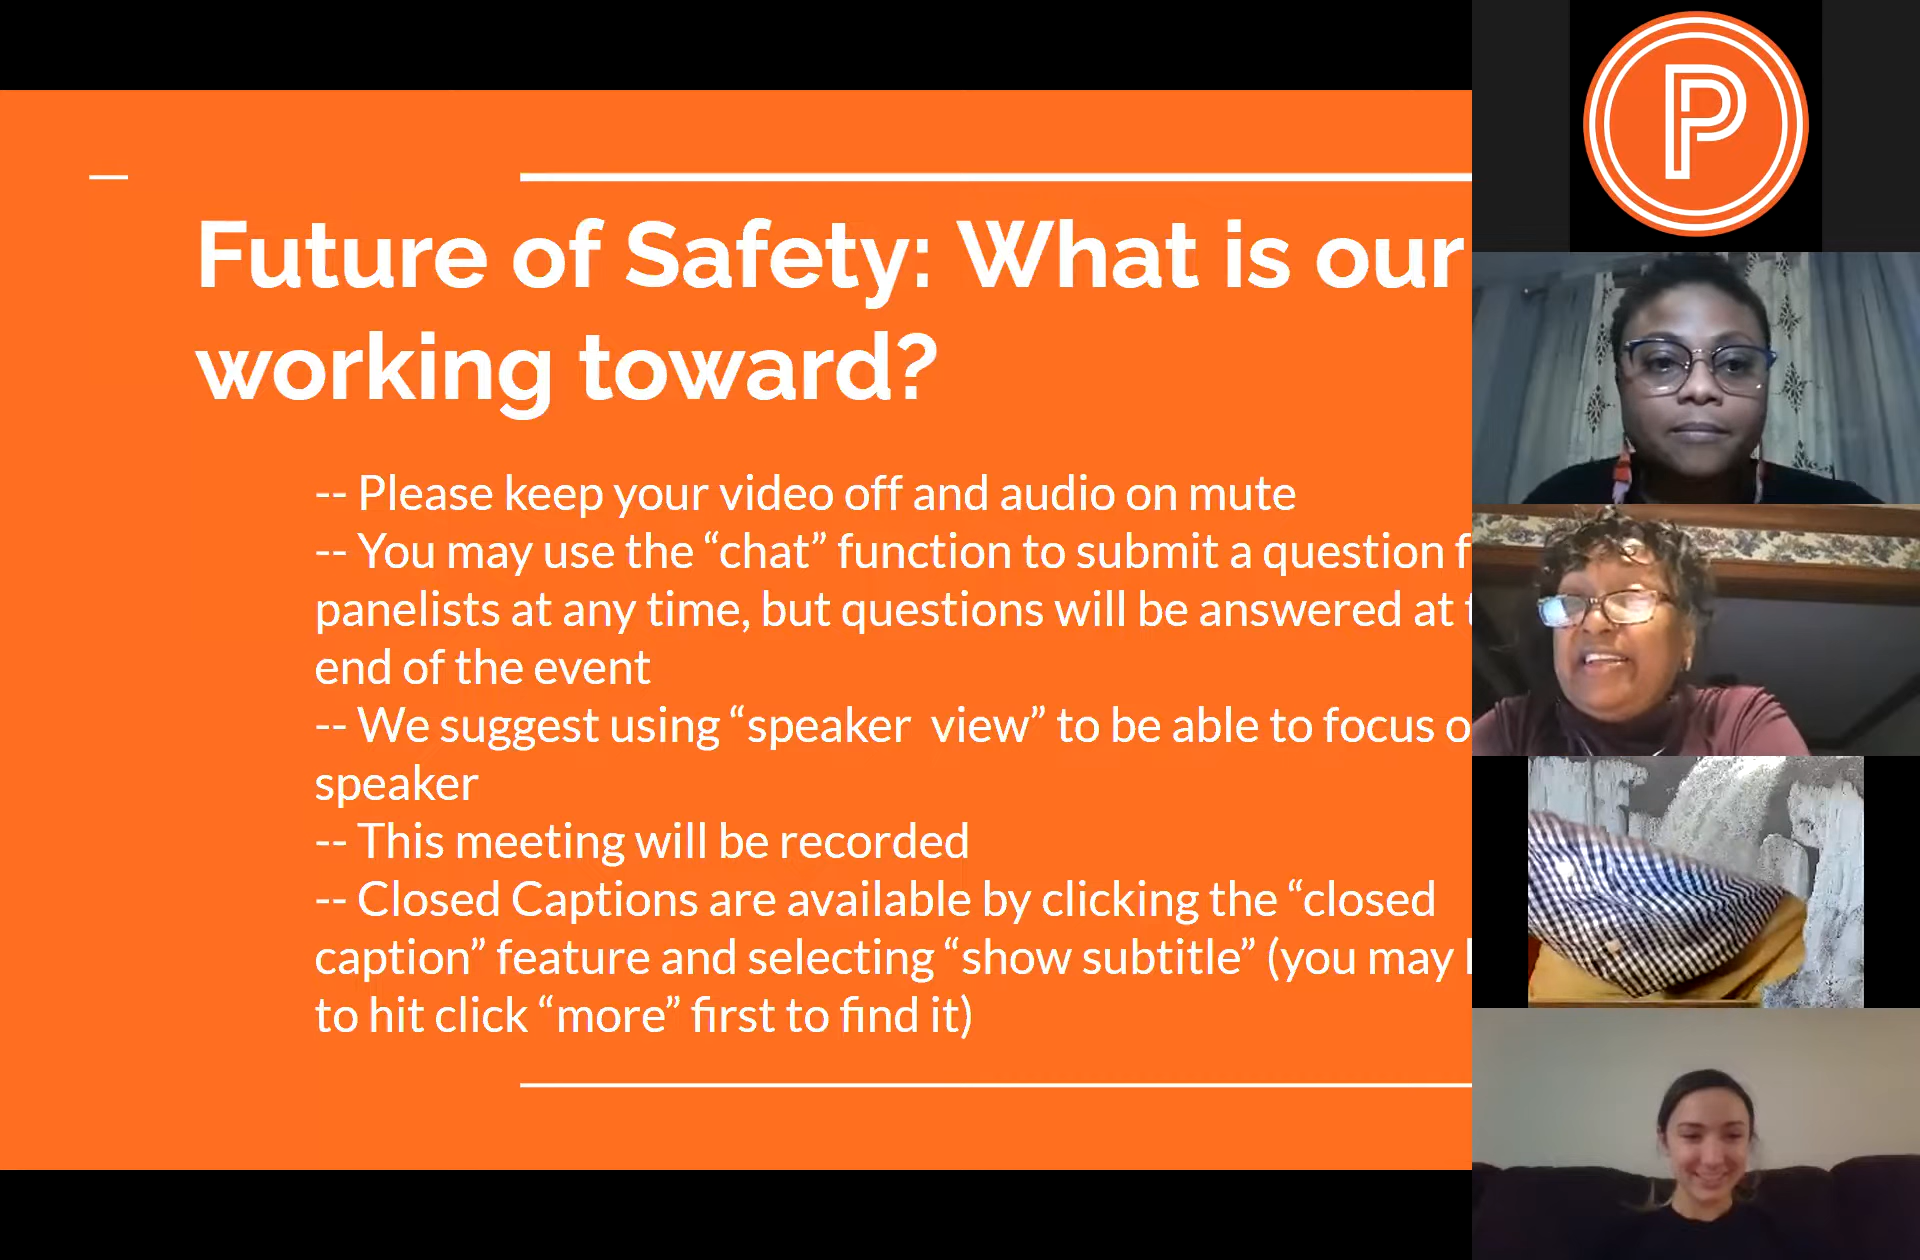 Future of Safety: What is our
working toward?
-- Please keep your video off and audio on mute
-- You may use the “chat” function to submit a question f
panelists at any time, but questions will be answered at t
end of the event
-- We suggest using “speaker  view” to be able to focus o
speaker
-- This meeting will be recorded
-- Closed Captions are available by clicking the “closed
caption” feature and selecting “show subtitle” (you may
to hit click “more” first to find it)
P